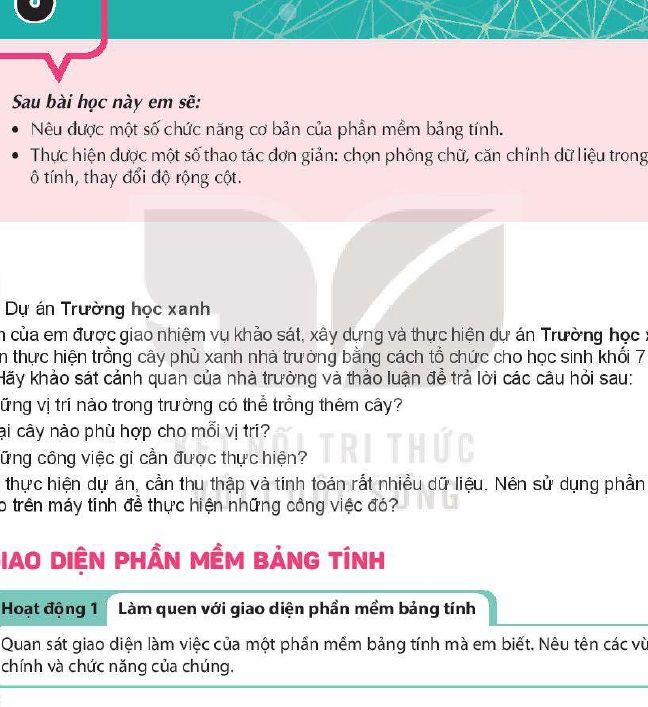 Sau bài học này em sẽ:
• Nêu được một số chức năng cơ bản của phần mềm bảng tính.
• Thực hiện được một số thao tác đơn giản: chọn phông chữ, căn chỉnh dữ liệu trong
ô tính, thay đổi độ rộng cột.
Dự án Trường học xanh
của em được giao nhiệm vụ khảo sát, xây dựng và thực hiện dự án Trường học
thực hiện trồng cây phủ xanh nhà trường bằng cách tổ chức cho học sinh khối 7
Hãy khảo sát cảnh quan của nhà trường và thảo luận để trả lời các câu hỏi sau:
ững vị trí nào trong trường có thể trồng thêm cây?
ại cây nào phù hợp cho mỗi vị trí?
KẾT NỐI TRI THỨC
ững công việc gì cần được thực hiện?
thực hiện dự án, cần thu thập và tính toán rất nhiều dữ liệu. Nên sử dụng phần
VỚI CUỘC SỐNG
o trên máy tính để thực hiện những công việc đó?
IAO DIỆN PHẦN MỀM BẢNG TÍNH
Hoạt động 1 Làm quen với giao diện phần mềm bảng tính
Quan sát giao diện làm việc của một phần mềm bảng tính mà em biết. Nêu tên các vù
chính và chức năng của chúng.